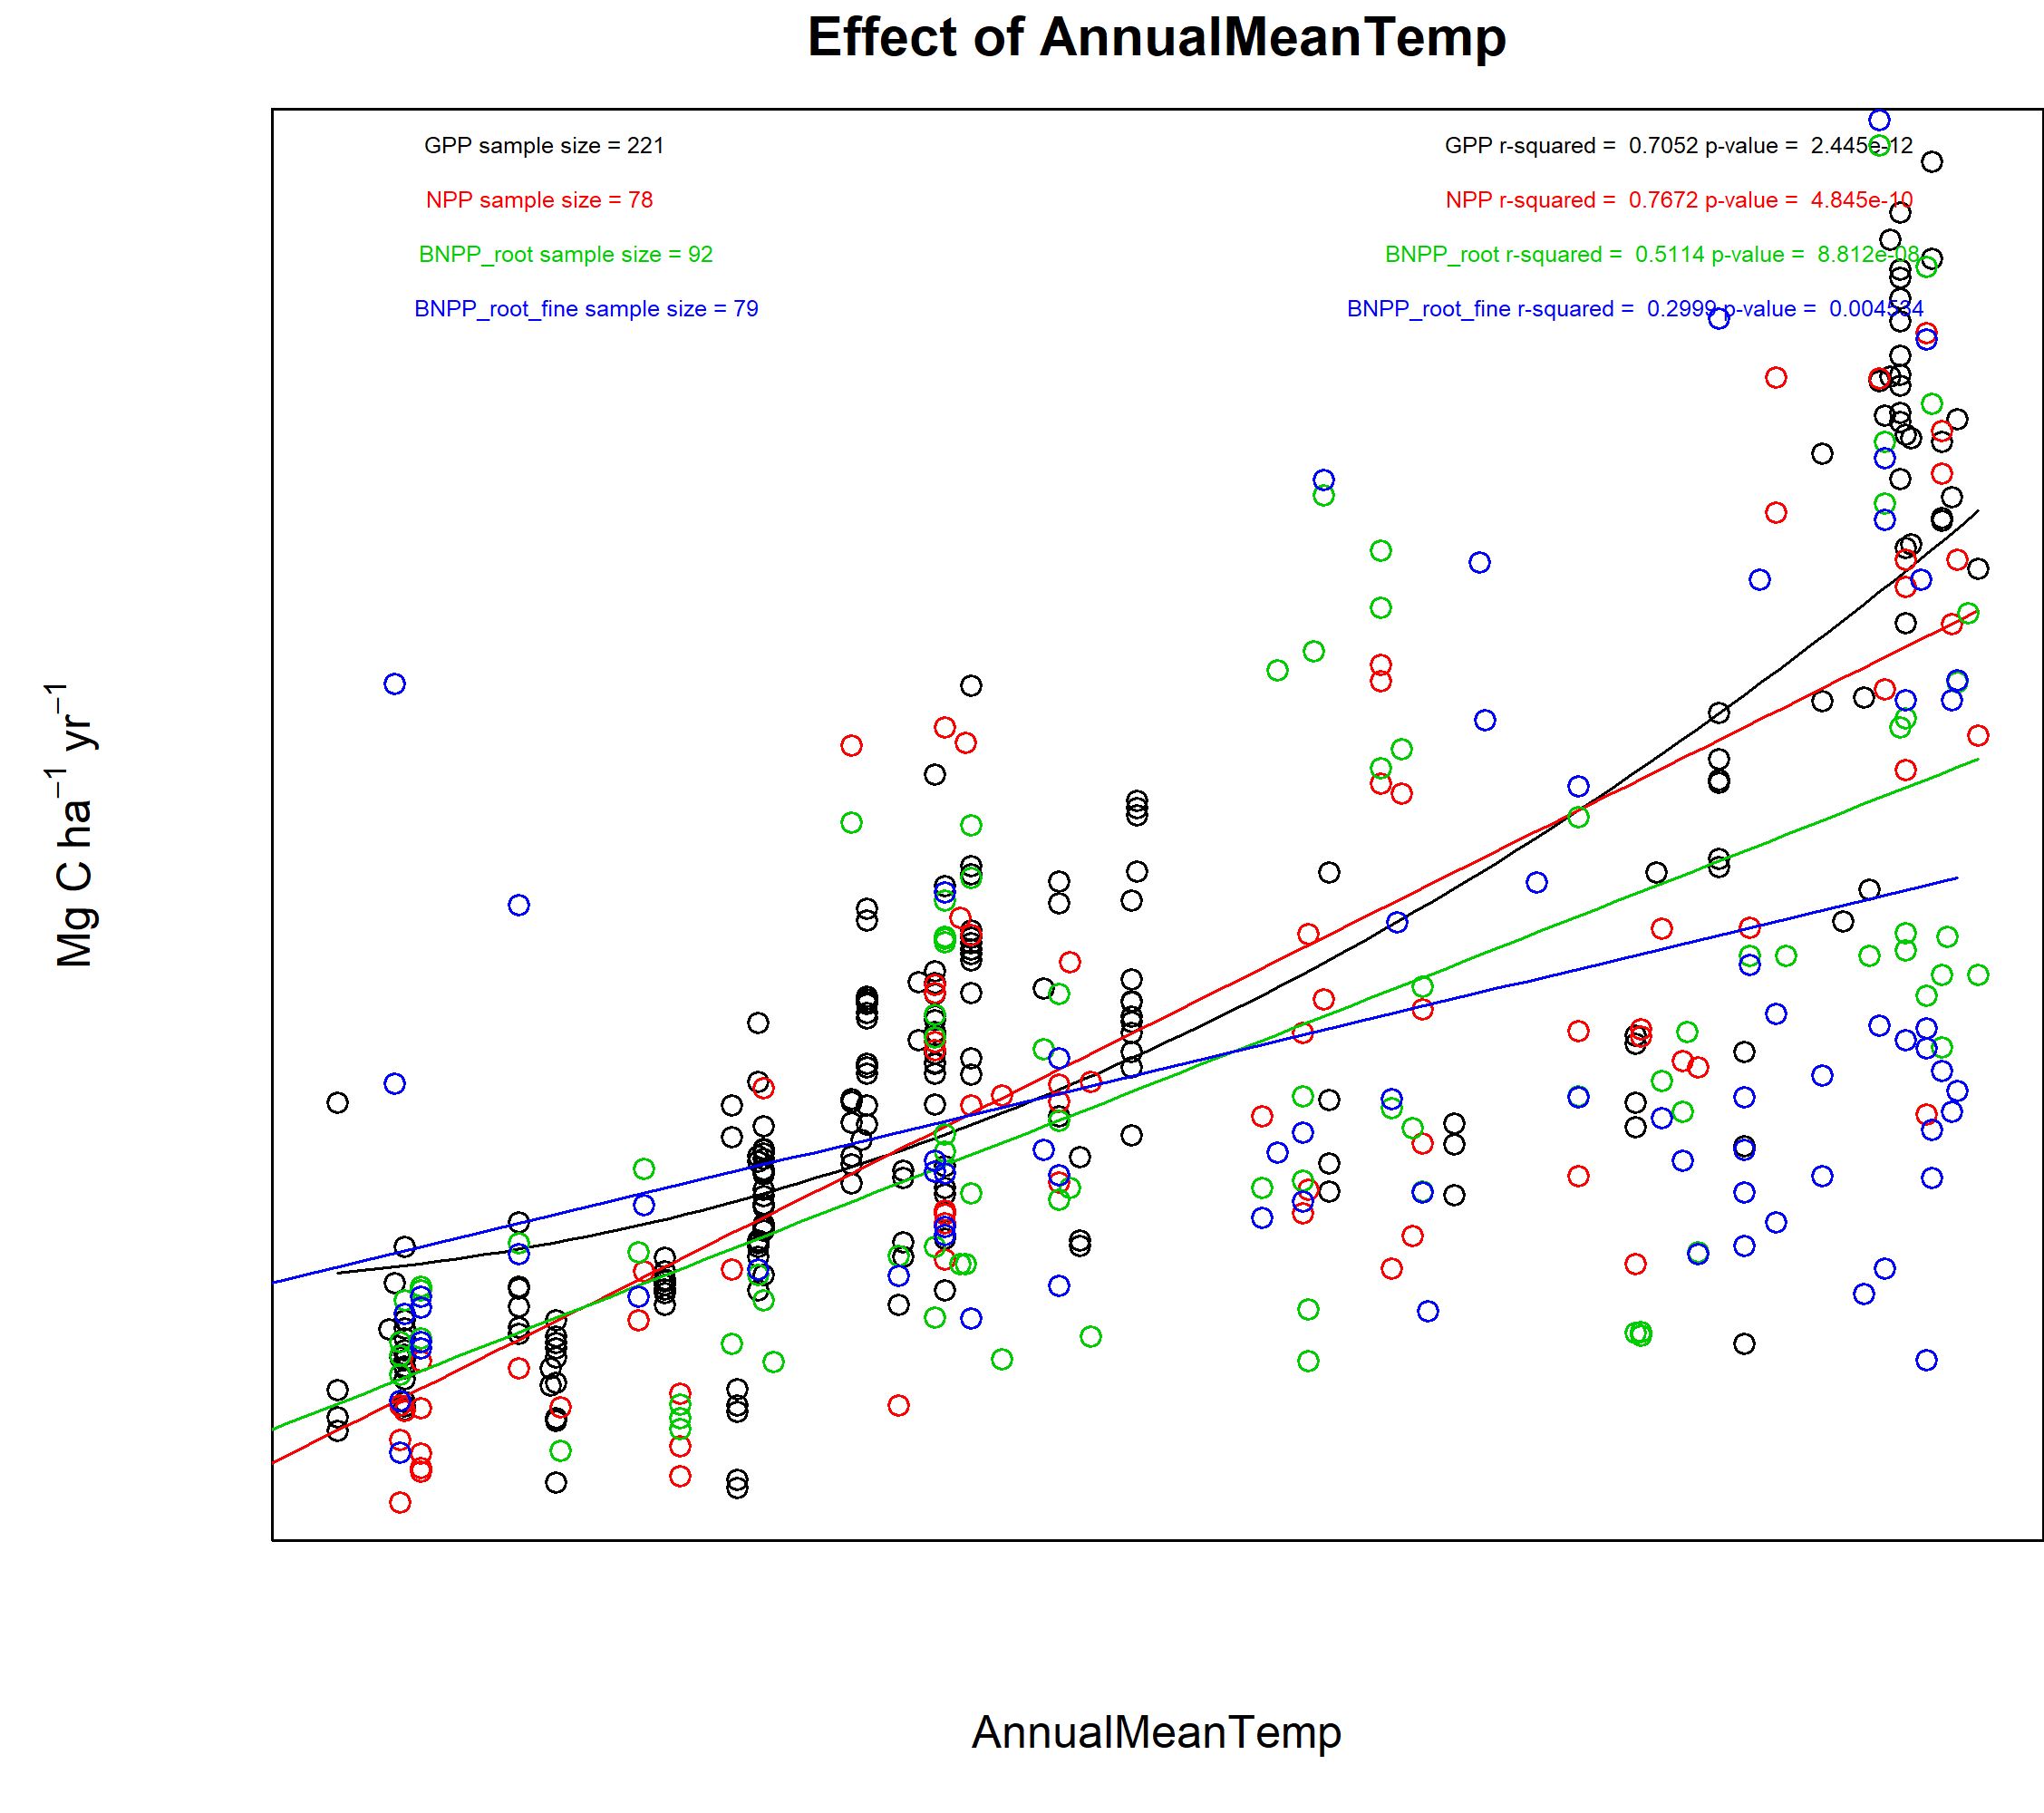 Effect of AnnualMeanTemp
GPP sample size = 221
GPP r-squared = 0.7052 p-value = 2.445e-12
NPP sample size = 78
NPP r-squared = 0.7672 p-value = 4.845e-10
BNPP_root sample size = 92
BNPP_root r-squared = 0.5114 p-value = 8.812e-08
BNPP_root_fine sample size = 79
BNPP_root_fine r-squared = 0.2999 p-value = 0.004534
Mg C ha⁻¹ yr⁻¹
AnnualMeanTemp